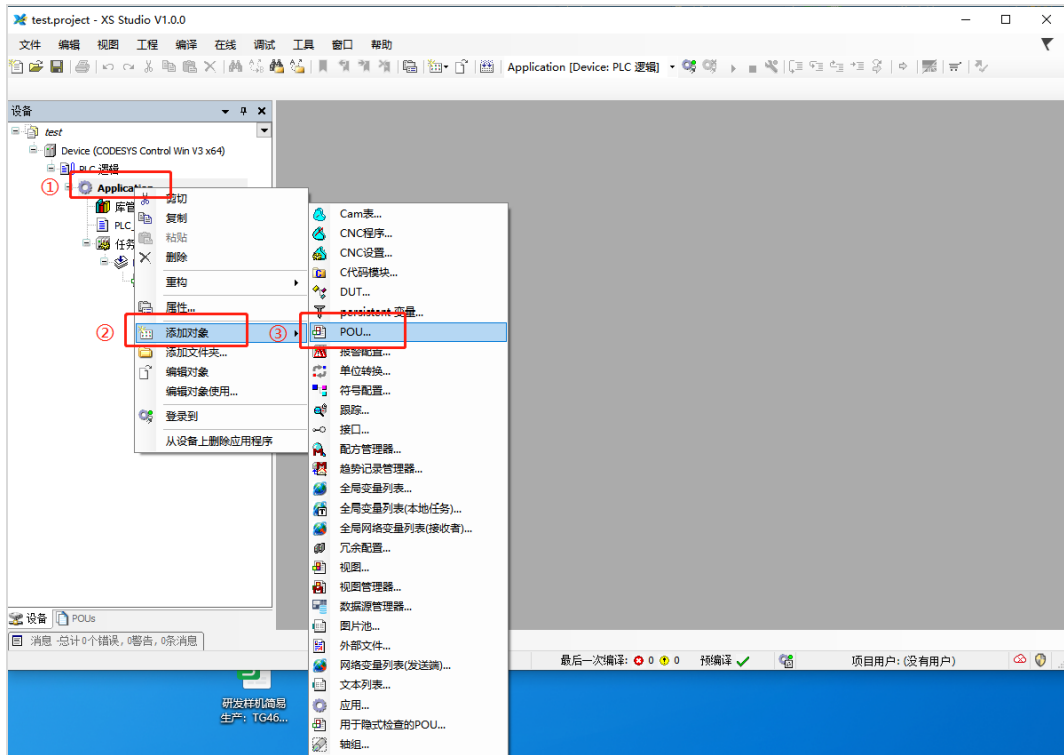 test.project - XS Studio V1.0.0
文件 编辑 视图 工程 编译 在线 调试 工具 窗口 帮助
Application [Device: PLC 逻辑]
设备
test
Device (CODESYS Control Win V3 x64)
PLC 逻辑
① Application
库管
PLC_
任务
剪切
复制
粘贴
删除
重构
属性...
② 添加对象
添加文件夹...
编辑对象
编辑对象使用...
登录到
从设备上删除应用程序
Cam表...
CNC程序...
CNC设置...
C代码模块...
DUT...
persistent 变量...
③ POU...
报警配置...
单位转换...
符号配置...
跟踪...
接口...
配方管理器...
趋势记录管理器...
全局变量列表...
全局变量列表(本地任务)...
全局网络变量列表(接收者)...
冗余配置...
视图...
视图管理器...
数据源管理器...
图片池...
外部文件...
网络变量列表(发送端)...
文本列表...
应用...
用于隐式检查的POU...
轴组...
设备 POUs
消息 -总计0个错误，0警告，0条消息
最后一次编译: 0 0 预编译 项目用户: (没有用户)
研发样机简易
生产：TG46...